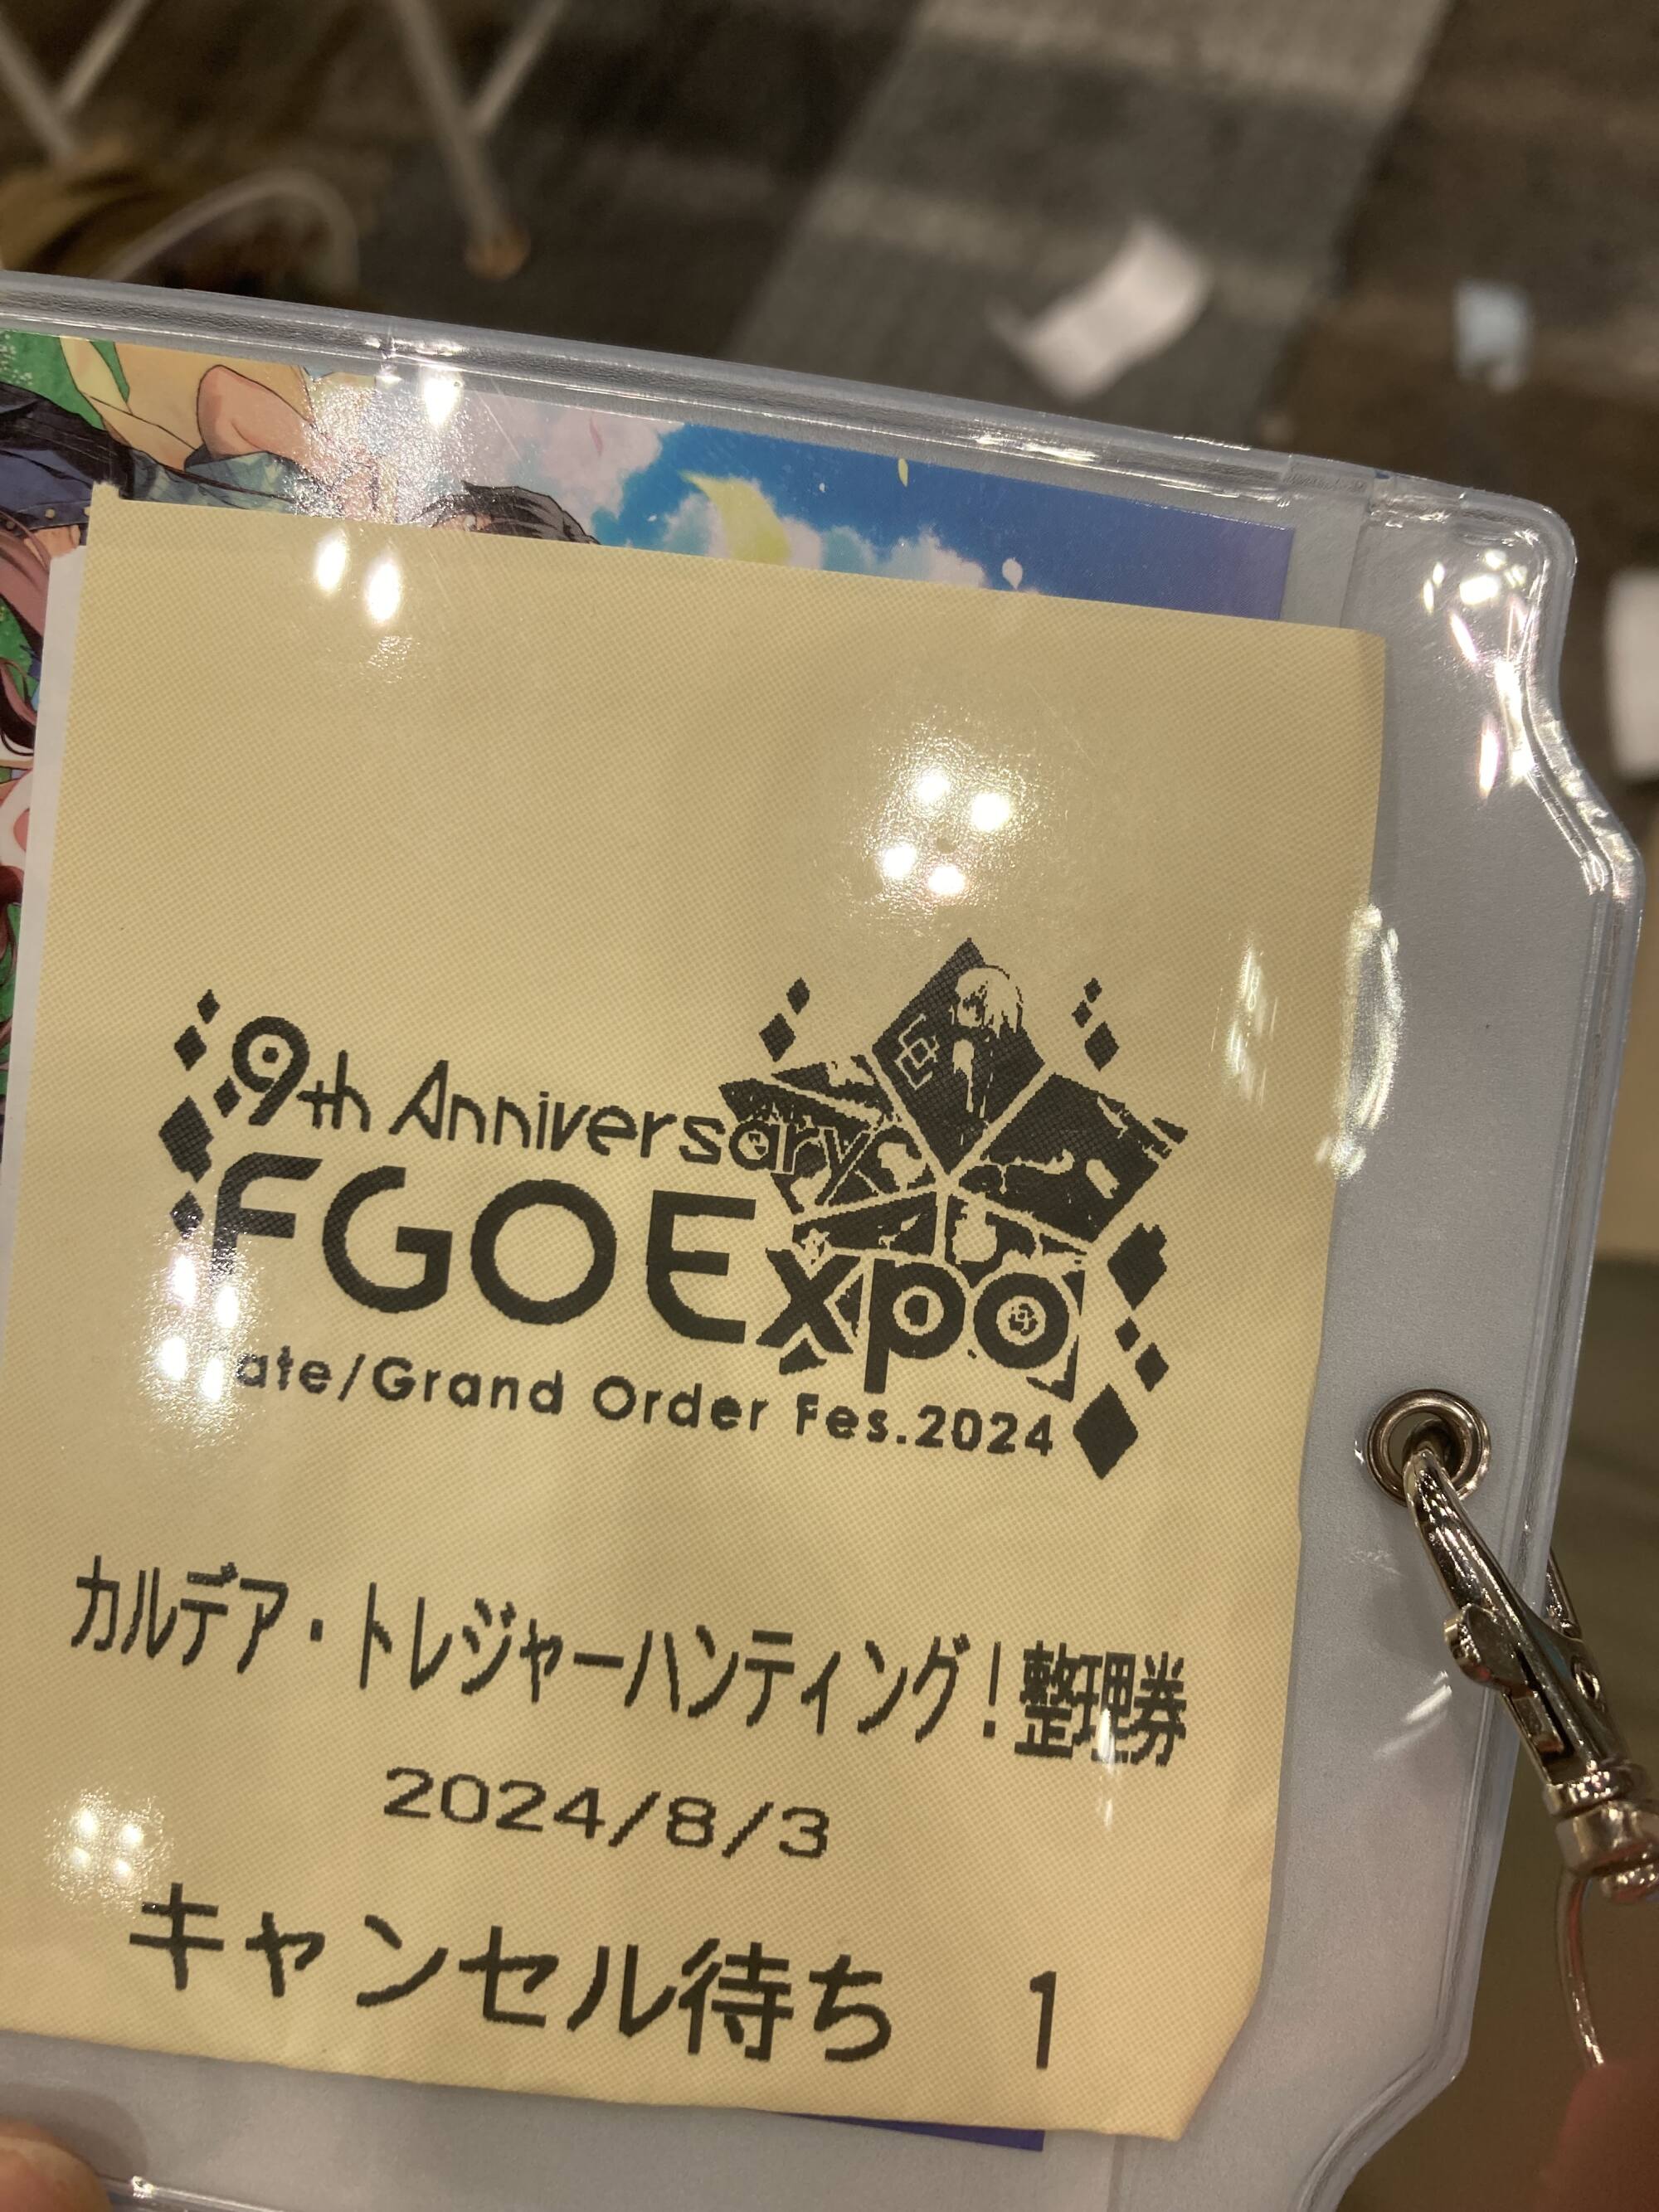 9th Anniversary
FGO Expo
Fate/Grand Order Fes.2024
カルデア・トレジャーハンティング！整理券
2024/8/3
キャンセル待ち 1